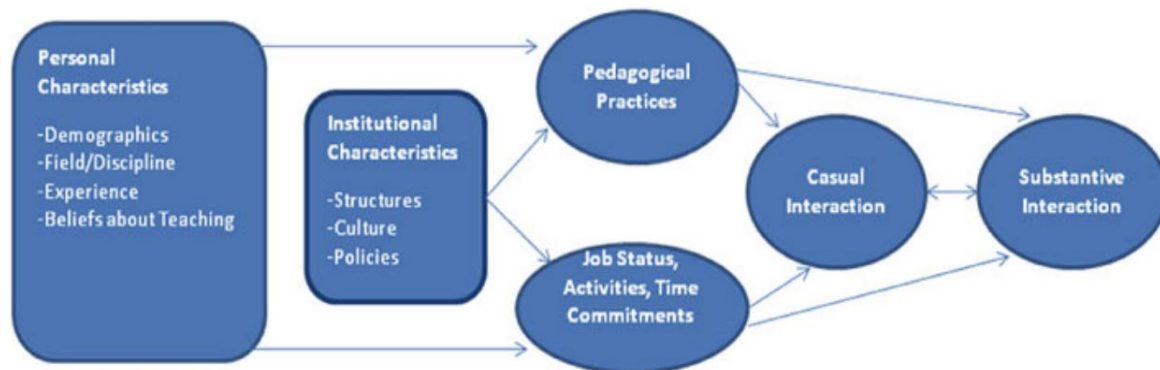 Personal
Characteristics
-Demographics
-Field/Discipline
-Experience
-Beliefs about Teaching
Institutional
Characteristics
-Structures
-Culture
-Policies
Pedagogical
Practices
Job Status,
Activities, Time
Commitments
Casual
Interaction
Substantive
Interaction